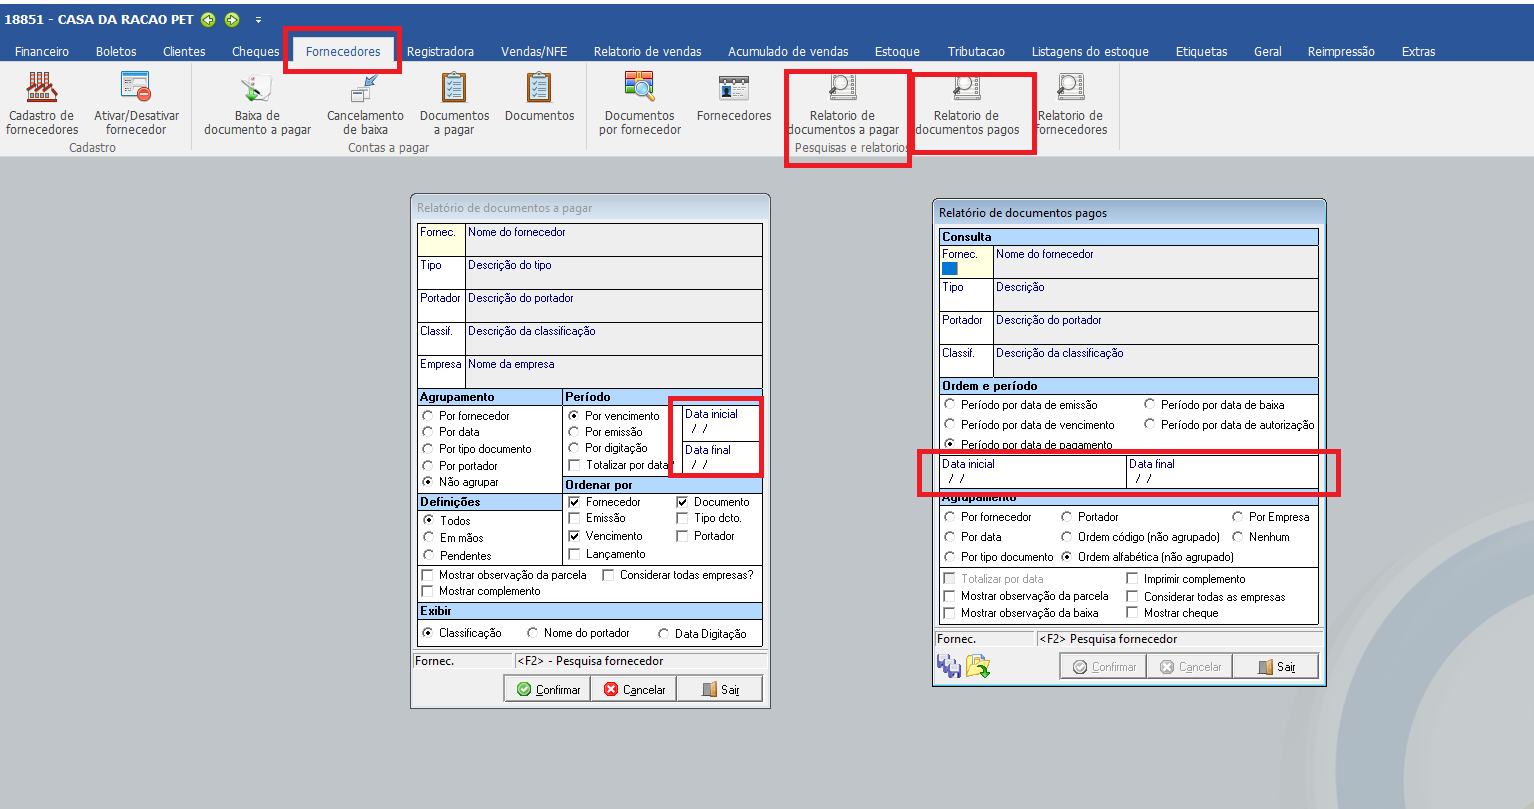 18851 - CASA DA RACAO PET
Financeiro Boletos Clientes Cheques Fornecedores Registradora Vendas/NFE Relatorio de vendas Acumulado de vendas Estoque Tributacao Listagens do estoque Etiquetas Geral Reimpressão Extras
Cadastro de fornecedores
Ativar/Desativar fornecedor
Baixa de documento a pagar
Cancelamento de baixa
Documentos a pagar
Documentos
Documentos por fornecedor
Fornecedores
Relatorio de documentos a pagar
Relatorio de documentos pagos
Relatorio de fornecedores
Cadastro
Contas a pagar
Pesquisas e relatorios
Relatório de documentos a pagar
Fornec. Nome do fornecedor
Tipo Descrição do tipo
Portador Descrição do portador
Classif. Descrição da classificação
Empresa Nome da empresa
Agrupamento
Por fornecedor
Por data
Por tipo documento
Por portador
Não agrupar
Período
Por vencimento
Por emissão
Por digitação
Totalizar por data?
Data inicial
/ /
Data final
/ /
Definições
Todos
Em mãos
Pendentes
Ordenar por
Fornecedor Documento
Emissão Tipo dcto.
Vencimento Portador
Lançamento
Mostrar observação da parcela Considerar todas empresas?
Mostrar complemento
Exibir
Classificação Nome do portador Data Digitação
Fornec. <F2> - Pesquisa fornecedor
Confirmar Cancelar Sair
Relatório de documentos pagos
Consulta
Fornec. Nome do fornecedor
Tipo Descrição
Portador Descrição do portador
Classif. Descrição da classificação
Ordem e período
Período por data de emissão Período por data de baixa
Período por data de vencimento Período por data de autorização
Período por data de pagamento
Data inicial Data final
/ / / /
Agrupamento
Por fornecedor Portador Por Empresa
Por data Ordem código (não agrupado) Nenhum
Por tipo documento Ordem alfabética (não agrupado)
Totalizar por data Imprimir complemento
Mostrar observação da parcela Considerar todas as empresas
Mostrar observação da baixa Mostrar cheque
Fornec. <F2> Pesquisa fornecedor
Confirmar Cancelar Sair